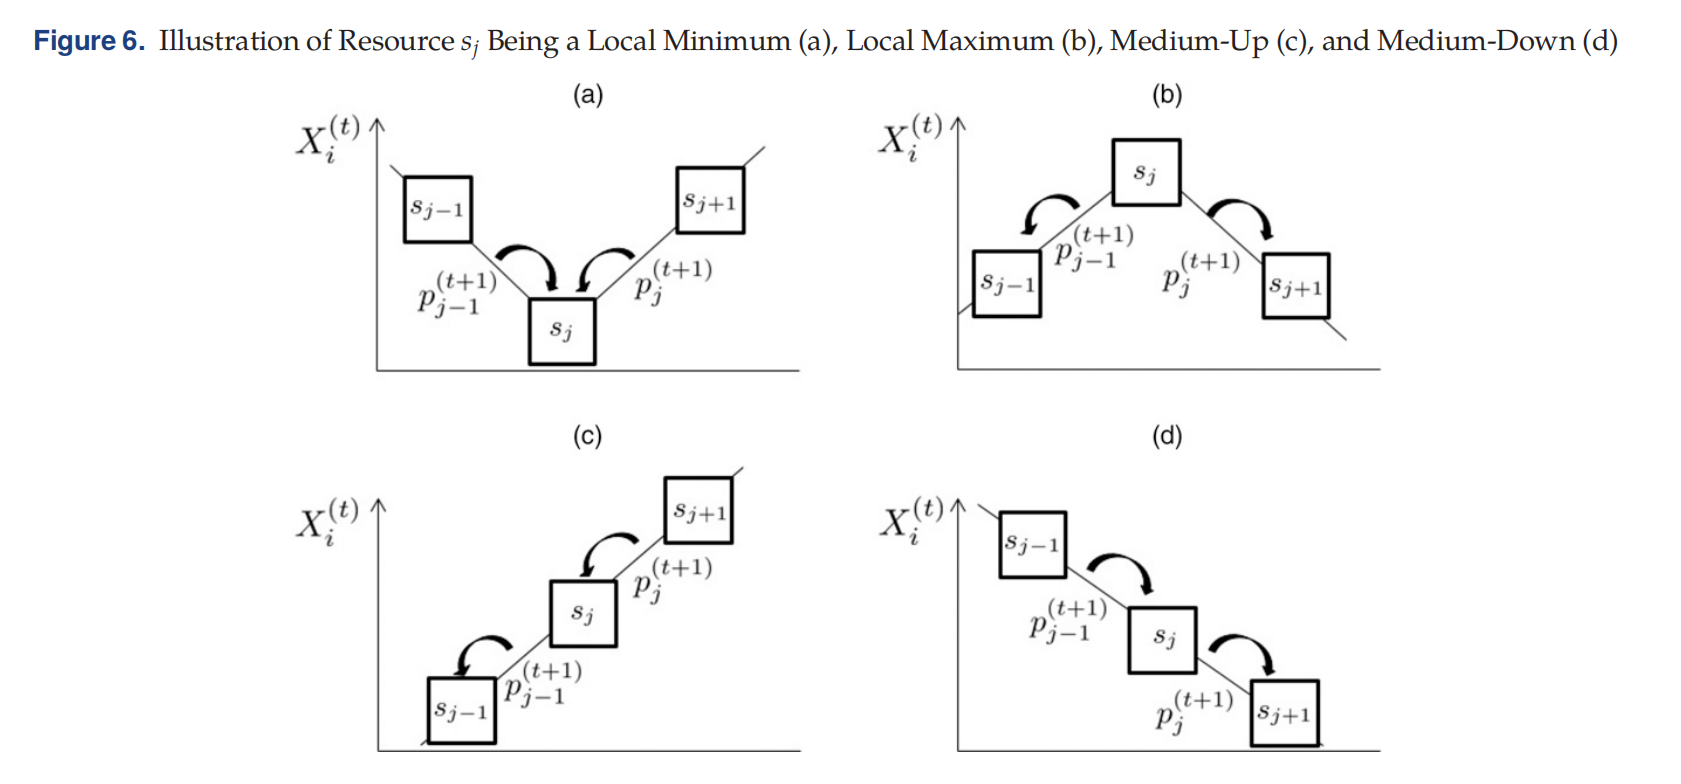 Figure 6. Illustration of Resource s_j Being a Local Minimum (a), Local Maximum (b), Medium-Up (c), and Medium-Down (d)
(a)
X_i^{(t)}
s_{j−1}
s_{j+1}
p_{j−1}^{(t+1)}
p_j^{(t+1)}
s_j
(b)
X_i^{(t)}
s_j
p_{j−1}^{(t+1)}
p_j^{(t+1)}
s_{j−1}
s_{j+1}
(c)
X_i^{(t)}
s_{j+1}
p_j^{(t+1)}
s_j
p_{j−1}^{(t+1)}
s_{j−1}
(d)
X_i^{(t)}
s_{j−1}
p_{j−1}^{(t+1)}
s_j
p_j^{(t+1)}
s_{j+1}